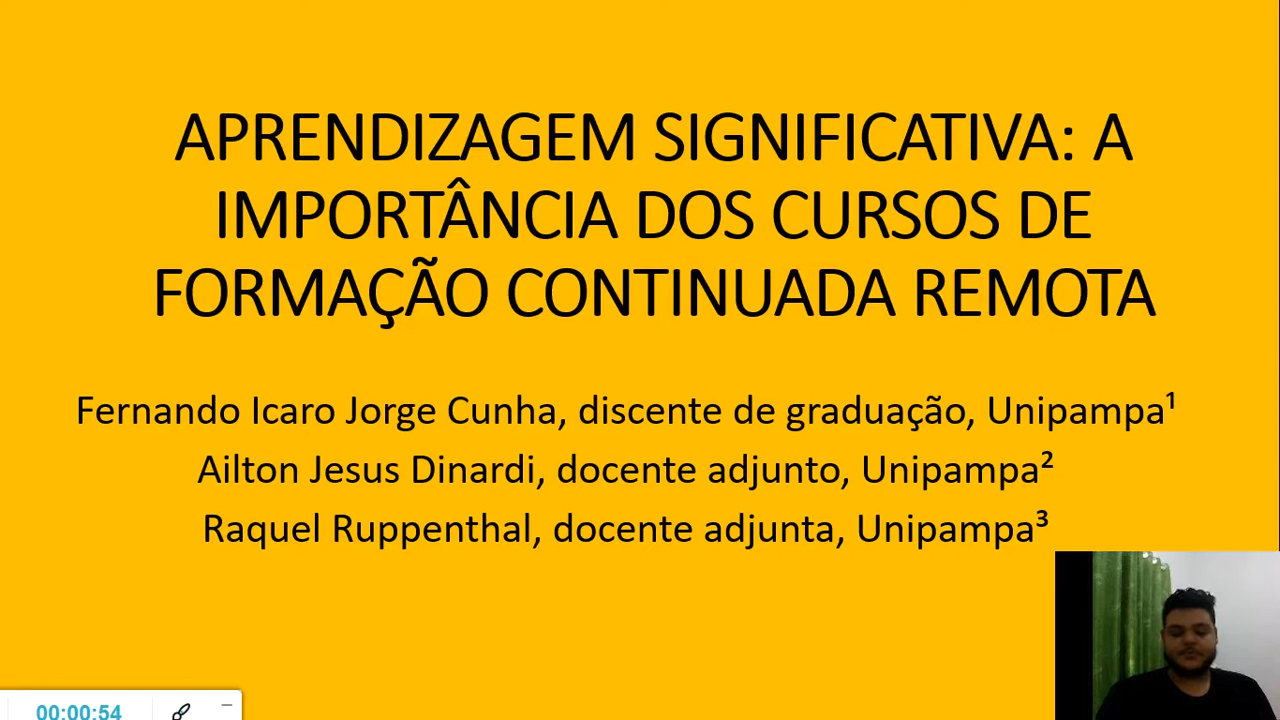 APRENDIZAGEM SIGNIFICATIVA: A
IMPORTÂNCIA DOS CURSOS DE
FORMAÇÃO CONTINUADA REMOTA
Fernando Icaro Jorge Cunha, discente de graduação, Unipampa¹
Ailton Jesus Dinardi, docente adjunto, Unipampa²
Raquel Ruppenthal, docente adjunta, Unipampa³
00:00:54